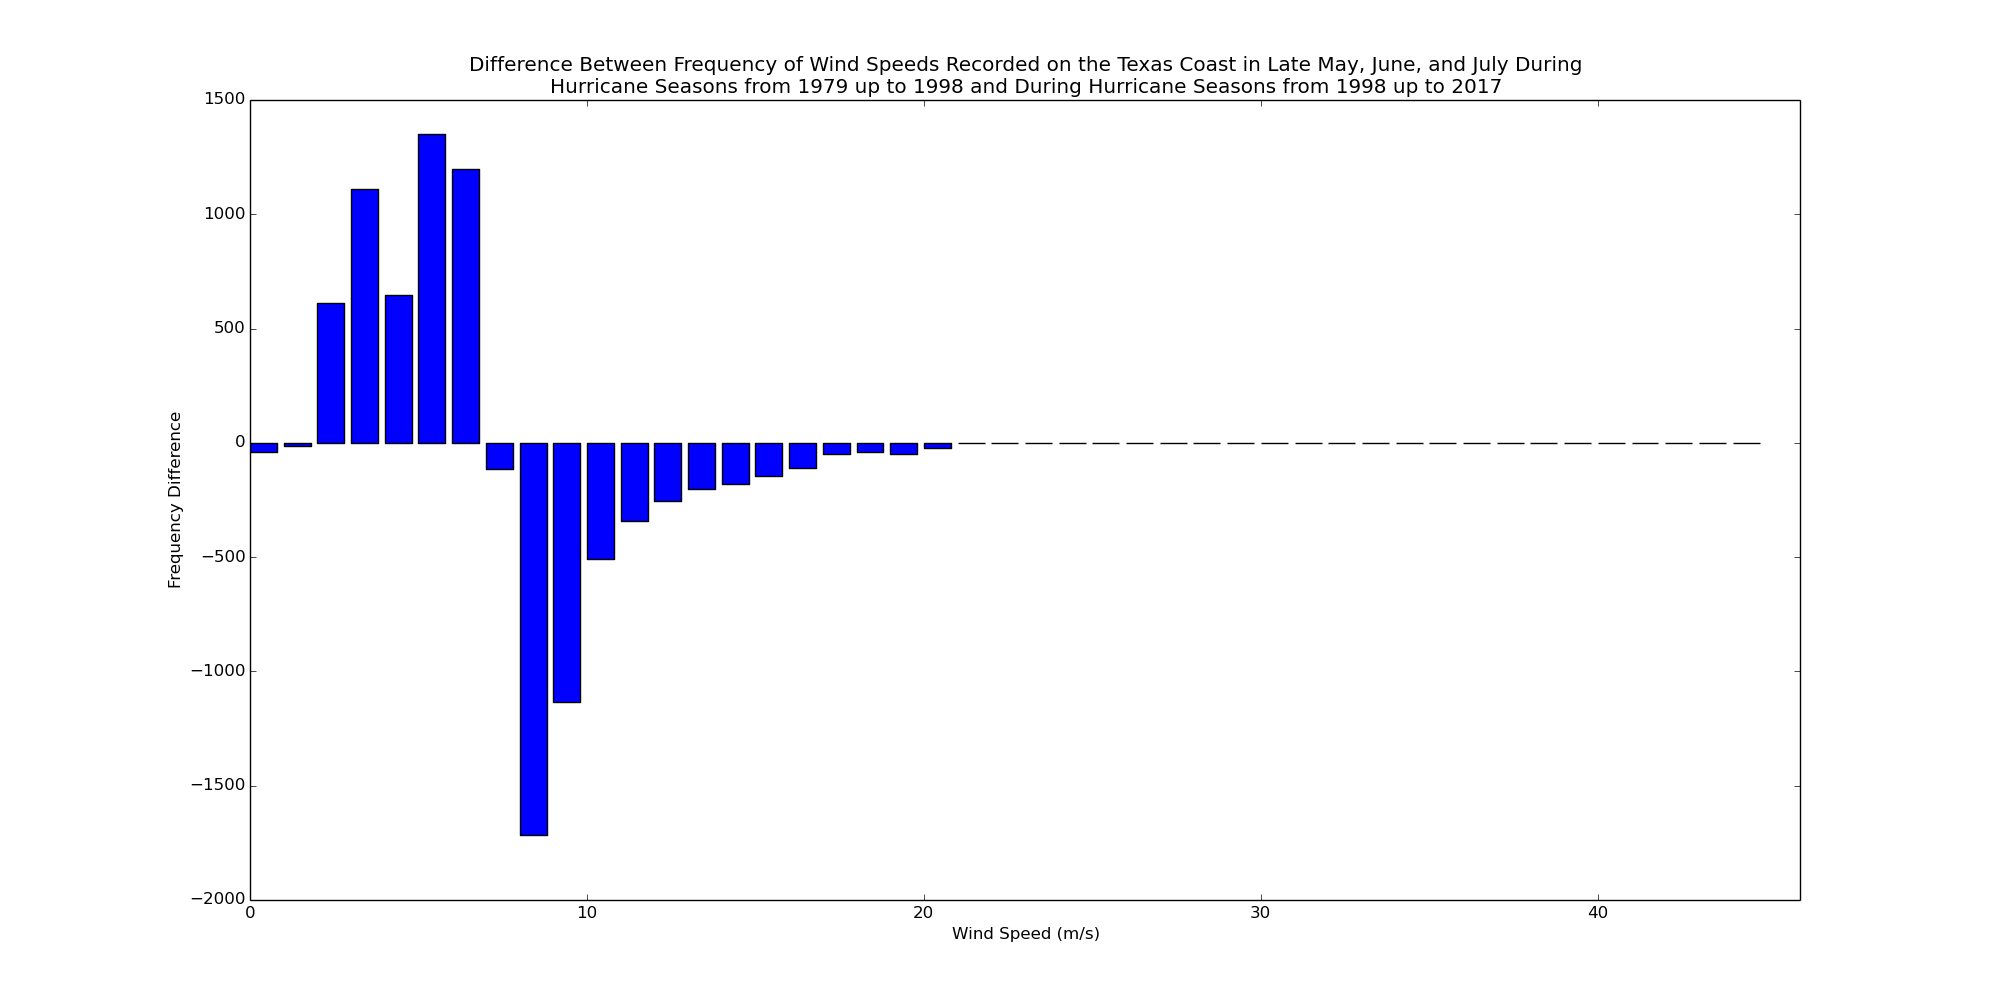 Difference Between Frequency of Wind Speeds Recorded on the Texas Coast in Late May, June, and July During
Hurricane Seasons from 1979 up to 1998 and During Hurricane Seasons from 1998 up to 2017
1500
1000
500
0
−500
−1000
−1500
−2000
Frequency Difference
0 10 20 30 40
Wind Speed (m/s)